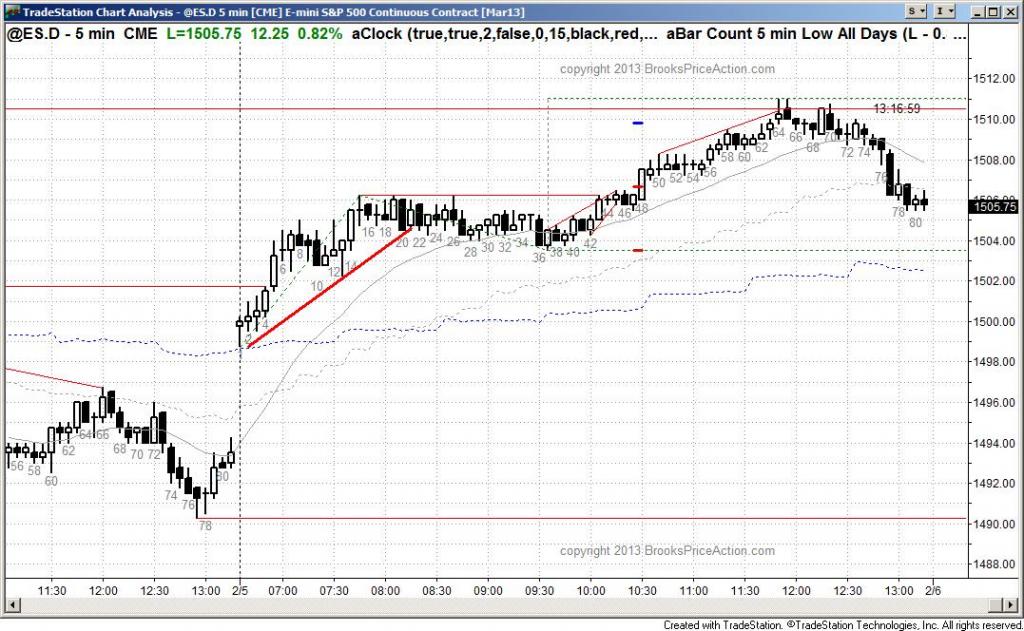 TradeStation Chart Analysis - @ES.D 5 min [CME] E-mini S&P 500 Continuous Contract [Mar13]
S I
@ES.D - 5 min CME L=1505.75 12.25 0.82% aClock (true,true,2,false,0,15,black,red,... aBar Count 5 min Low All Days (L - 0. ...
copyright 2013 BrooksPriceAction.com
1512.00
13:16:59
1510.00
64 66 68 70 72 74
58 60 62
1508.00
50 52 54 56
76
1506.00
1505.75
44 46 48
16 18
78
80
20 22 24 26
1504.00
6 8
28 30 32 34
36 38 40 42
10 12 14
1502.00
1500.00
2 4
1498.00
1496.00
64 66
1494.00
56 58 60 62
68 70 72
80
1492.00
74 76
1490.00
78
copyright 2013 BrooksPriceAction.com
1488.00
11:30 12:00 12:30 13:00 2/5 07:00 07:30 08:00 08:30 09:00 09:30 10:00 10:30 11:00 11:30 12:00 12:30 13:00 2/6
Created with TradeStation. ©TradeStation Technologies, Inc. All rights reserved.